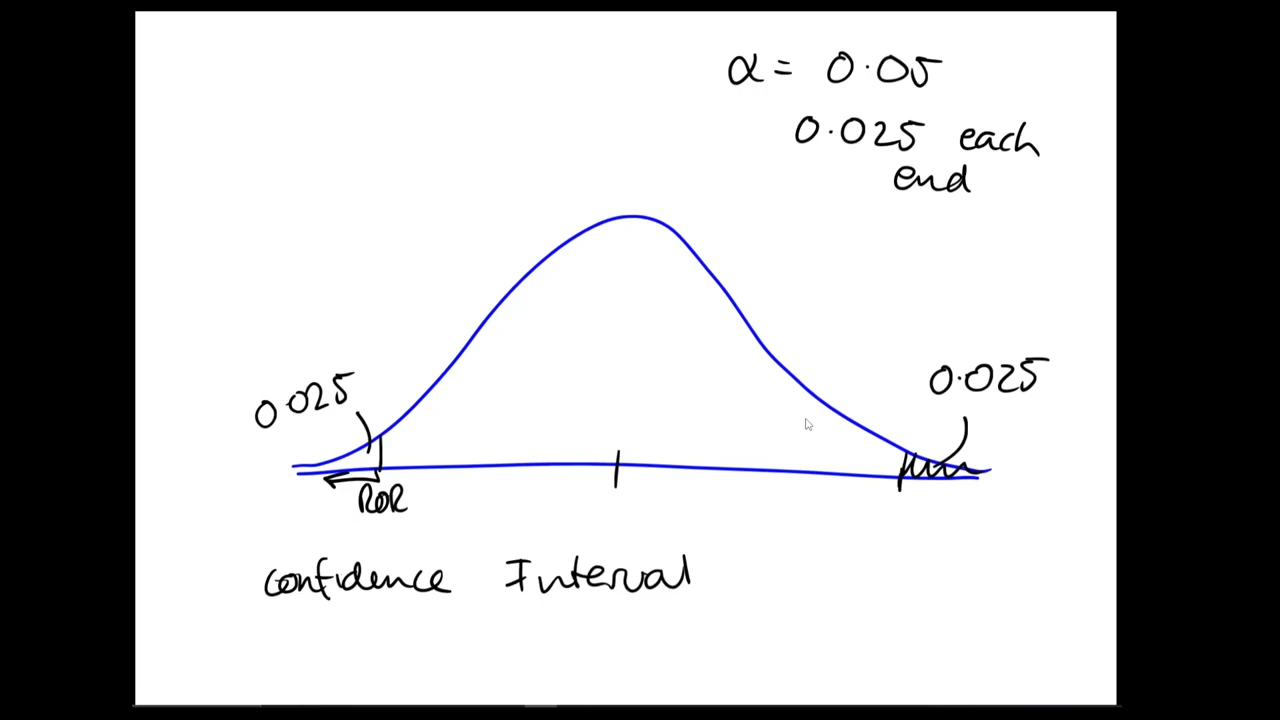 α = 0.05
0.025 each
end
0.025
0.025
ROR
confidence Interval